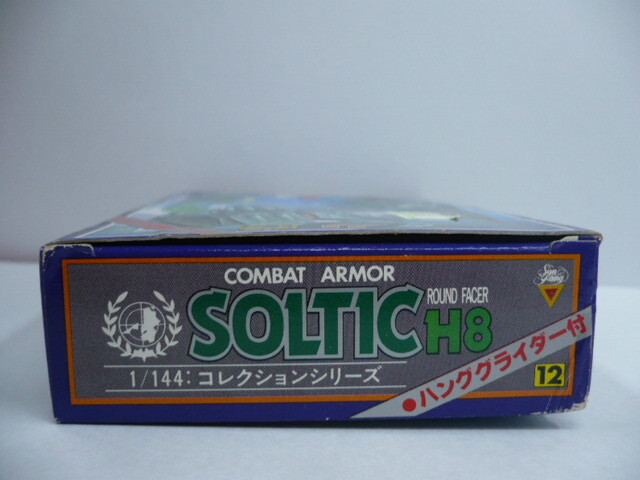 COMBAT ARMOR
SOLTIC
ROUND FACER
H8
1/144:コレクションシリーズ
●ハンググライダー付
12